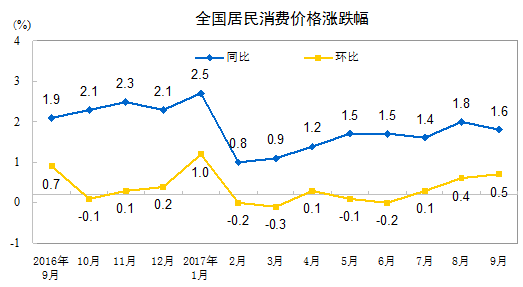 全国居民消费价格涨跌幅
(%)
同比 环比
4
3
2
1
0
-1
1.9 2.1 2.3 2.1 2.5 0.8 0.9 1.2 1.5 1.5 1.4 1.8 1.6
0.7 -0.1 0.1 0.2 1.0 -0.2 -0.3 0.1 -0.1 -0.2 0.1 0.4 0.5
2016年 10月 11月 12月 2017年 2月 3月 4月 5月 6月 7月 8月 9月
9月 1月